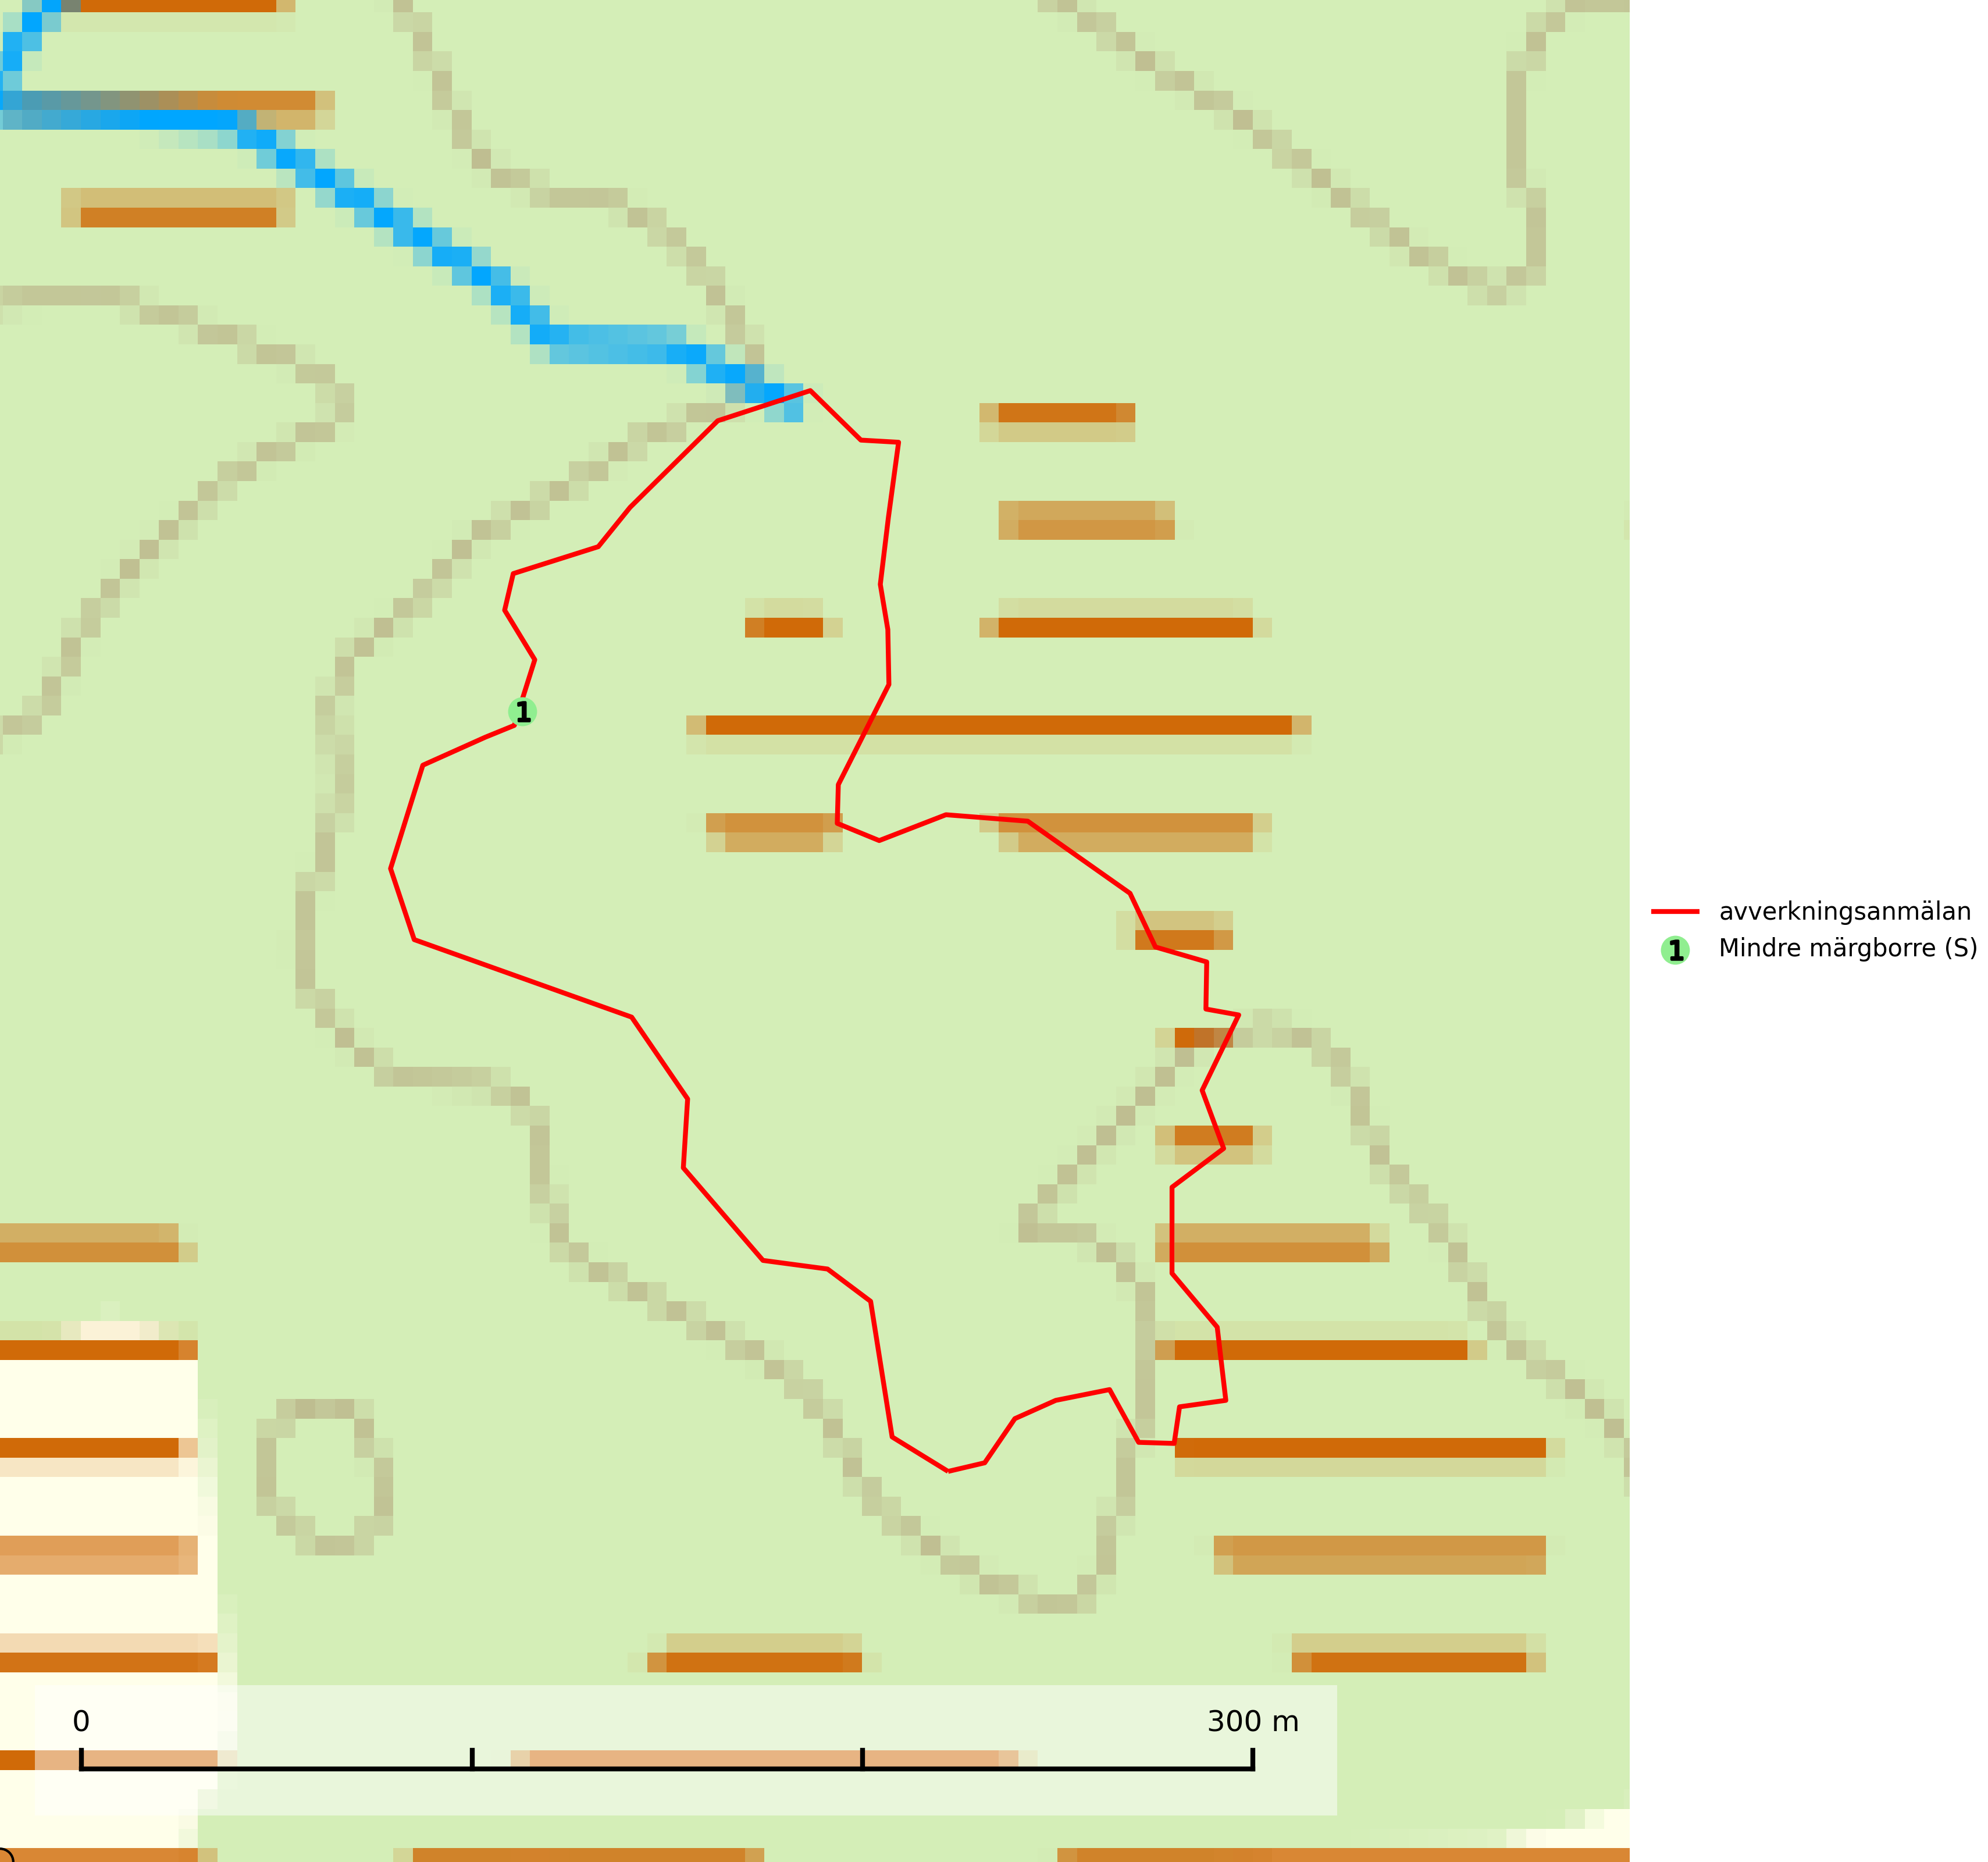 1
avverkningsanmälan
1 Mindre märgborre (S)
0 300 m